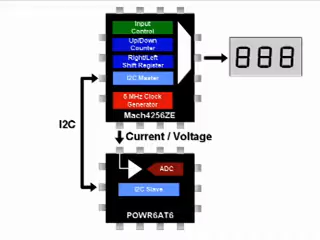 Input
Control
Up/Down
Counter
Right/Left
Shift Register
I2C Master
5 MHz Clock
Generator
Mach4256ZE
888
I2C
Current / Voltage
ADC
I2C Slave
POWR6AT6